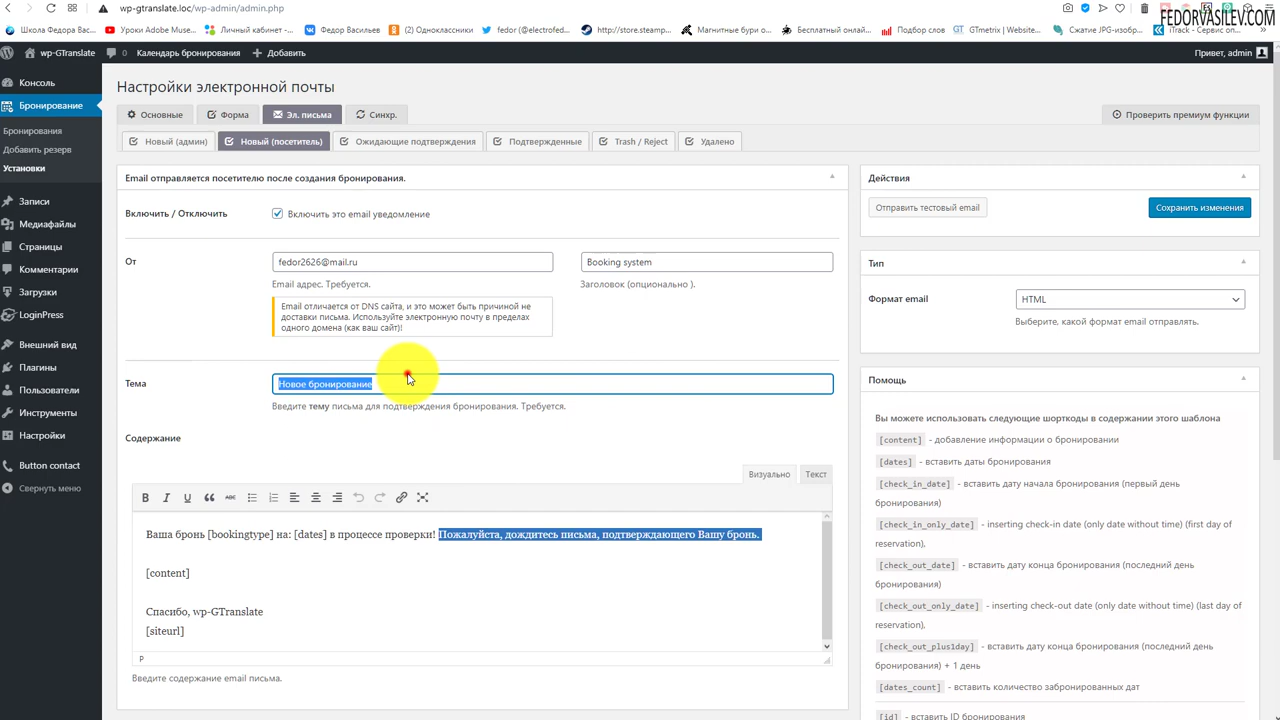 wp-gtranslate.loc/wp-admin/admin.php
FEDORVASILEV.COM
Школа Федора Вас...
Уроки Adobe Muse...
Личный кабинет -...
Федор Васильев
(2) Одноклассники
fedor (@electrofed...
http://store.steamp...
Магнитные бури о...
Бесплатный онлай...
Подбор слов
GTmetrix | Website...
Сжатие JPG-изобр...
iTrack - Сервис оп...
wp-GTranslate
0
Календарь бронирования
Добавить
Привет, admin
Консоль
Бронирование
Бронирования
Добавить резерв
Установки
Записи
Медиафайлы
Страницы
Комментарии
Загрузки
LoginPress
Внешний вид
Плагины
Пользователи
Инструменты
Настройки
Button contact
Свернуть меню
Настройки электронной почты
Основные
Форма
Эл. письма
Синхр.
Проверить премиум функции
Новый (админ)
Новый (посетитель)
Ожидающие подтверждения
Подтвержденные
Trash / Reject
Удалено
Email отправляется посетителю после создания бронирования.
Включить / Отключить
Включить это email уведомление
От
fedor2626@mail.ru
Booking system
Email адрес. Требуется.
Заголовок (опционально ).
Email отличается от DNS сайта, и это может быть причиной не
доставки письма. Используйте электронную почту в пределах
одного домена (как ваш сайт)!
Тема
Новое бронирование
Введите тему письма для подтверждения бронирования. Требуется.
Содержание
Визуально
Текст
B
I
U
ABC
Ваша бронь [bookingtype] на: [dates] в процессе проверки! Пожалуйста, дождитесь письма, подтверждающего Вашу бронь.
[content]
Спасибо, wp-GTranslate
[siteurl]
P
Введите содержание email письма.
Действия
Отправить тестовый email
Сохранить изменения
Тип
Формат email
HTML
Выберите, какой формат email отправлять.
Помощь
Вы можете использовать следующие шорткоды в содержании этого шаблона
[content] - добавление информации о бронировании
[dates] - вставить даты бронирования
[check_in_date] - вставить дату начала бронирования (первый день
бронирования)
[check_in_only_date] - inserting check-in date (only date without time) (first day of
reservation),
[check_out_date] - вставить дату конца бронирования (последний день
бронирования)
[check_out_only_date] - inserting check-out date (only date without time) (last day of
reservation),
[check_out_plus1day] - вставить дату конца бронирования (последний день
бронирования) + 1 день
[dates_count] - вставить количество забронированных дат
[id] - вставить ID бронирования